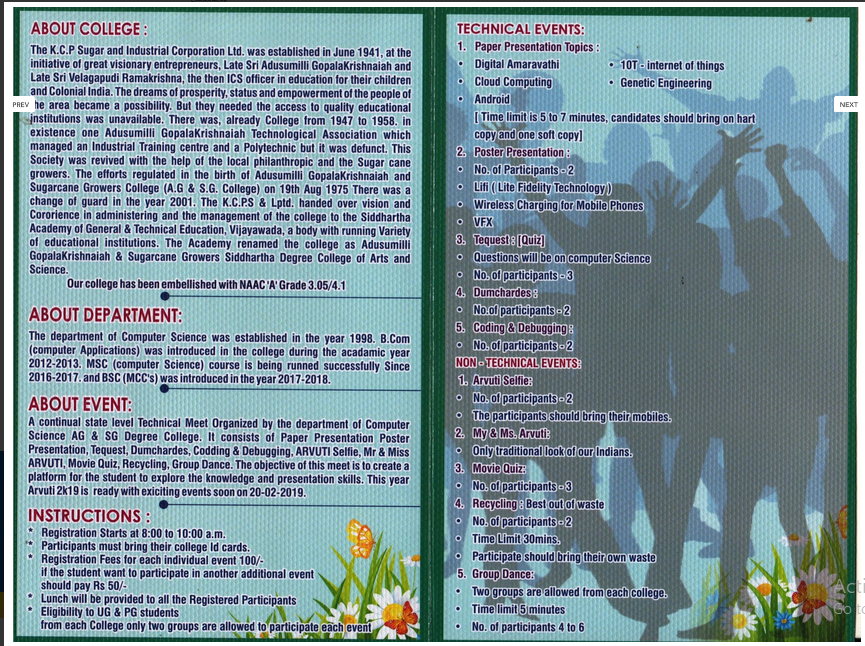 ABOUT COLLEGE :
The K.C.P Sugar and Industrial Corporation Ltd. was established in June 1941, at the
initiative of great visionary entrepreneurs, Late Sri Adusumilli GopalaKrishnaiah and
Late Sri Velagapudi Ramakrishna, the then ICS officer in education for their children
and Colonial India. The dreams of prosperity, status and empowerment of the people of
PREV
he area became a possibility. But they needed the access to quality educational
institutions was unavailable. There was, already College from 1947 to 1958. in
existence one Adusumilli GopalaKrishnaiah Technological Association which
managed an Industrial Training centre and a Polytechnic but it was defunct. This
Society was revived with the help of the local philanthropic and the Sugar cane
growers. The efforts regulated in the birth of Adusumilli GopalaKrishnaiah and
Sugarcane Growers College (A.G & S.G. College) on 19th Aug 1975 There was a
change of guard in the year 2001. The K.C.P.S & Lptd. handed over vision and
Cororience in administering and the management of the college to the Siddhartha
Academy of General & Technical Education, Vijayawada, a body with running Variety
of educational institutions. The Academy renamed the college as Adusumilli
GopalaKrishnaiah & Sugarcane Growers Siddhartha Degree College of Arts and
Science.
Our college has been embellished with NAAC 'A' Grade 3.05/4.1
ABOUT DEPARTMENT:
The department of Computer Science was established in the year 1998. B.Com
(computer Applications) was introduced in the college during the acadamic year
2012-2013. MSC (computer Science) course is being runned successfully Since
2016-2017. and BSC (MCC's) was introduced in the year 2017-2018.
ABOUT EVENT:
A continual state level Technical Meet Organized by the department of Computer
Science AG & SG Degree College. It consists of Paper Presentation Poster
Presentation, Tequest, Dumchardes, Codding & Debugging, ARVUTI Selfie, Mr & Miss
ARVUTI, Movie Quiz, Recycling, Group Dance. The objective of this meet is to create a
platform for the student to explore the knowledge and presentation skills. This year
Arvuti 2k19 is ready with exiciting events soon on 20-02-2019.
INSTRUCTIONS :
* Registration Starts at 8:00 to 10:00 a.m.
* Participants must bring their college Id cards.
* Registration Fees for each individual event 100/-
if the student want to participate in another additional event
should pay Rs 50/-
* Lunch will be provided to all the Registered Participants
* Eligibility to UG & PG students
from each College only two groups are allowed to participate each event
TECHNICAL EVENTS:
1. Paper Presentation Topics :
• Digital Amaravathi • 10T - internet of things
• Cloud Computing • Genetic Engineering
• Android
NEXT
[ Time limit is 5 to 7 minutes, candidates should bring on hart
copy and one soft copy]
2. Poster Presentation :
• No. of Participants - 2
• Lifi ( Lite Fidelity Technology )
• Wireless Charging for Mobile Phones
• VFX
3. Tequest : [Quiz]
• Questions will be on computer Science
• No. of participants - 3
4. Dumchardes :
• No.of participants - 2
5. Coding & Debugging :
• No. of participants - 2
NON - TECHNICAL EVENTS:
1. Arvuti Selfie:
• No. of participants - 2
• The participants should bring their mobiles.
2. My & Ms. Arvuti:
• Only traditional look of our Indians.
3. Movie Quiz:
• No. of participants - 3
4. Recycling : Best out of waste
• No. of participants - 2
• Time Limit 30mins.
• Participate should bring their own waste
5. Group Dance:
• Two groups are allowed from each college.
• Time limit 5 minutes
• No. of participants 4 to 6